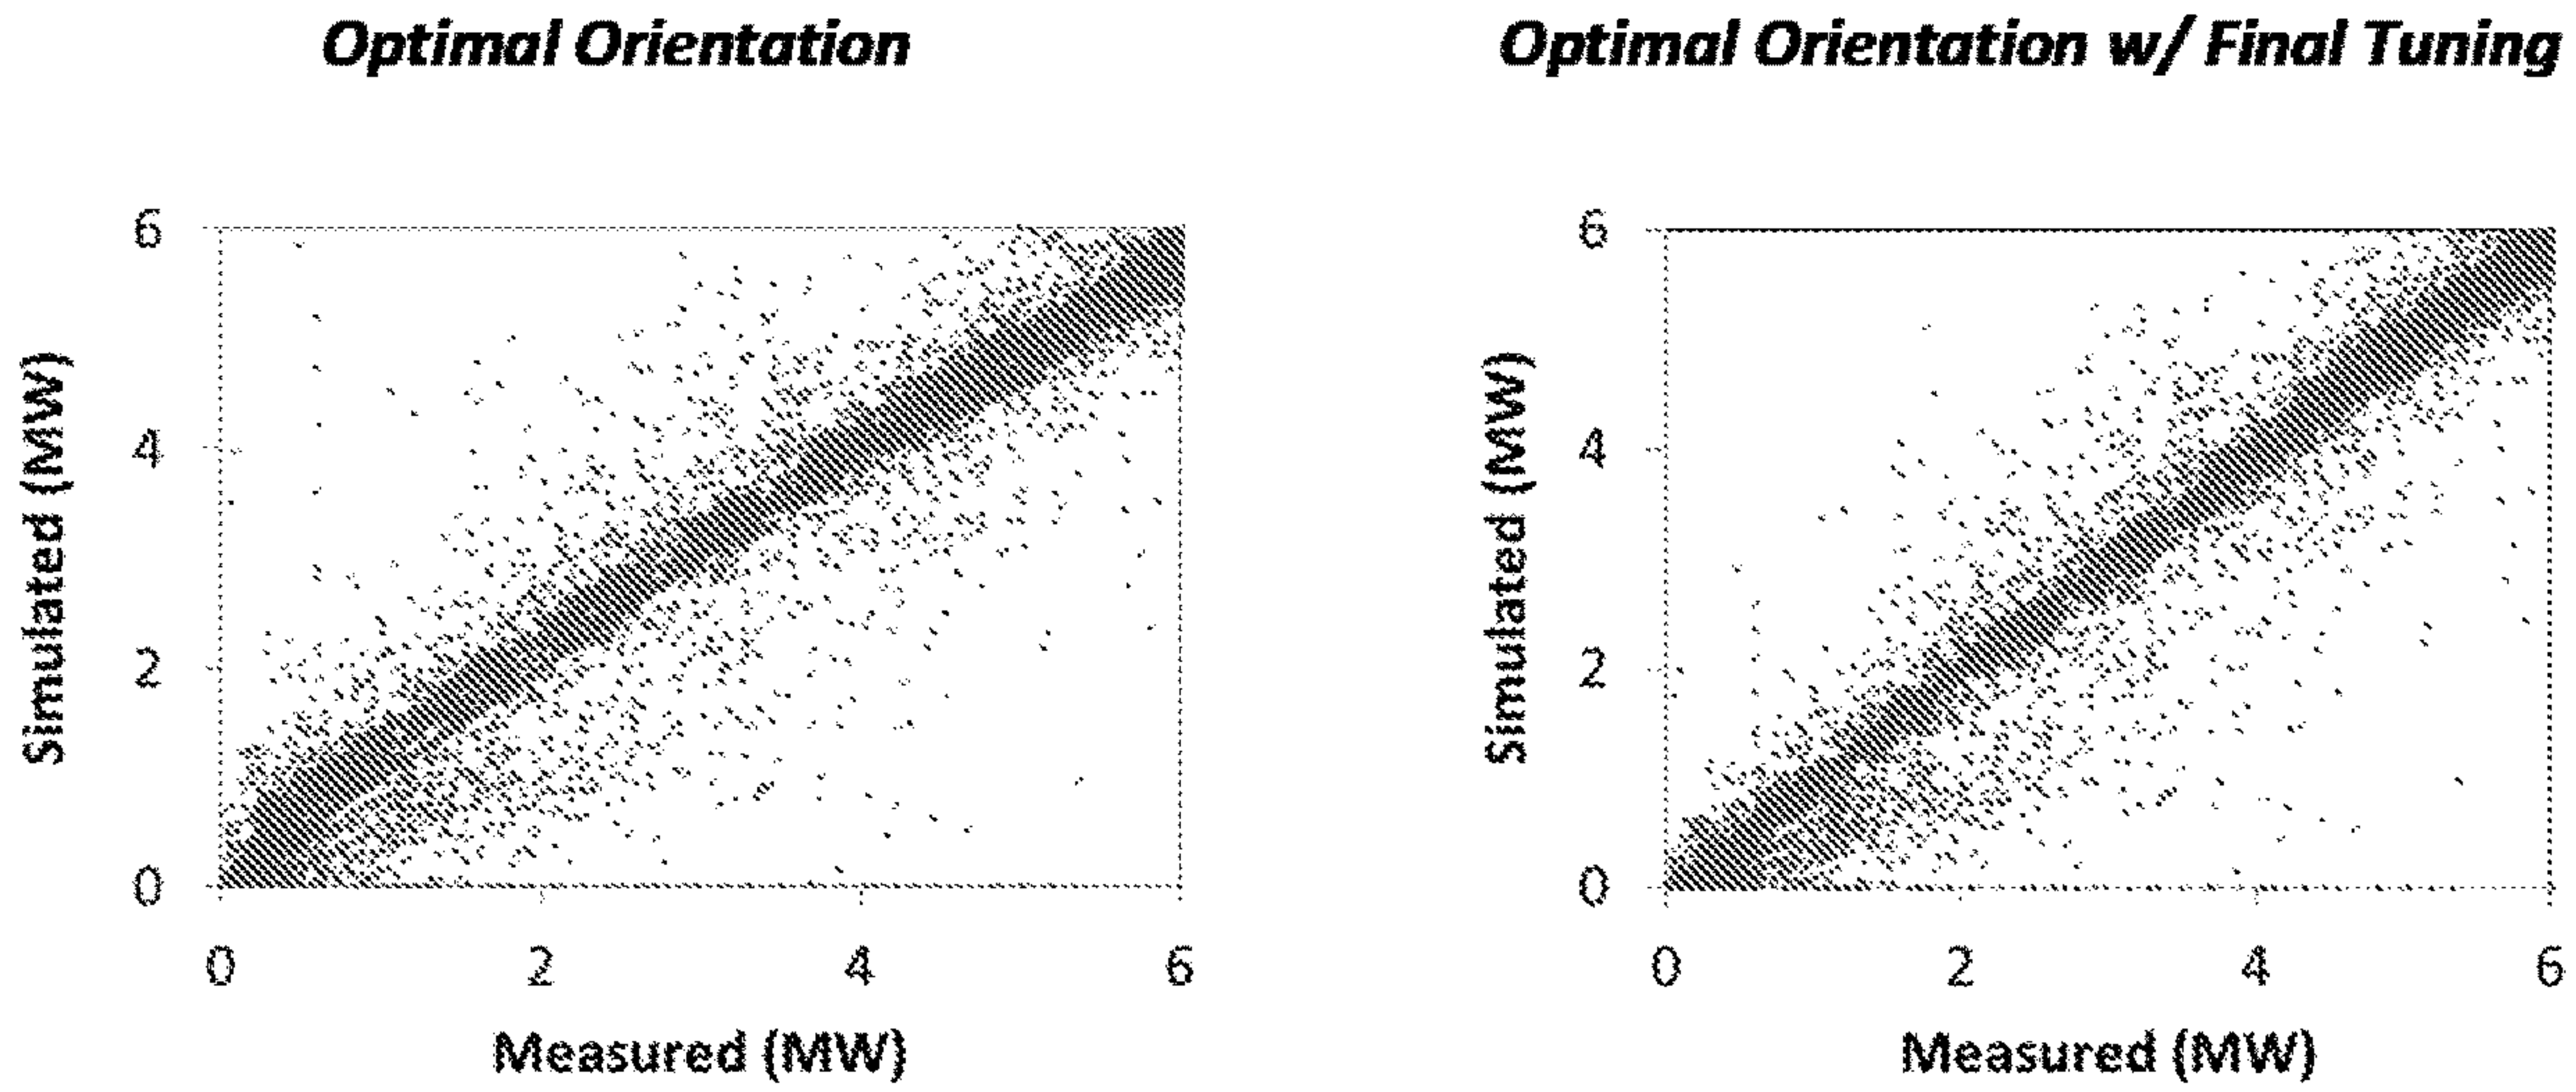 Optimal Orientation
Simulated (MW)
6
4
2
0
0 2 4 6
Measured (MW)
Optimal Orientation w/ Final Tuning
Simulated (MW)
6
4
2
0
0 2 4 6
Measured (MW)